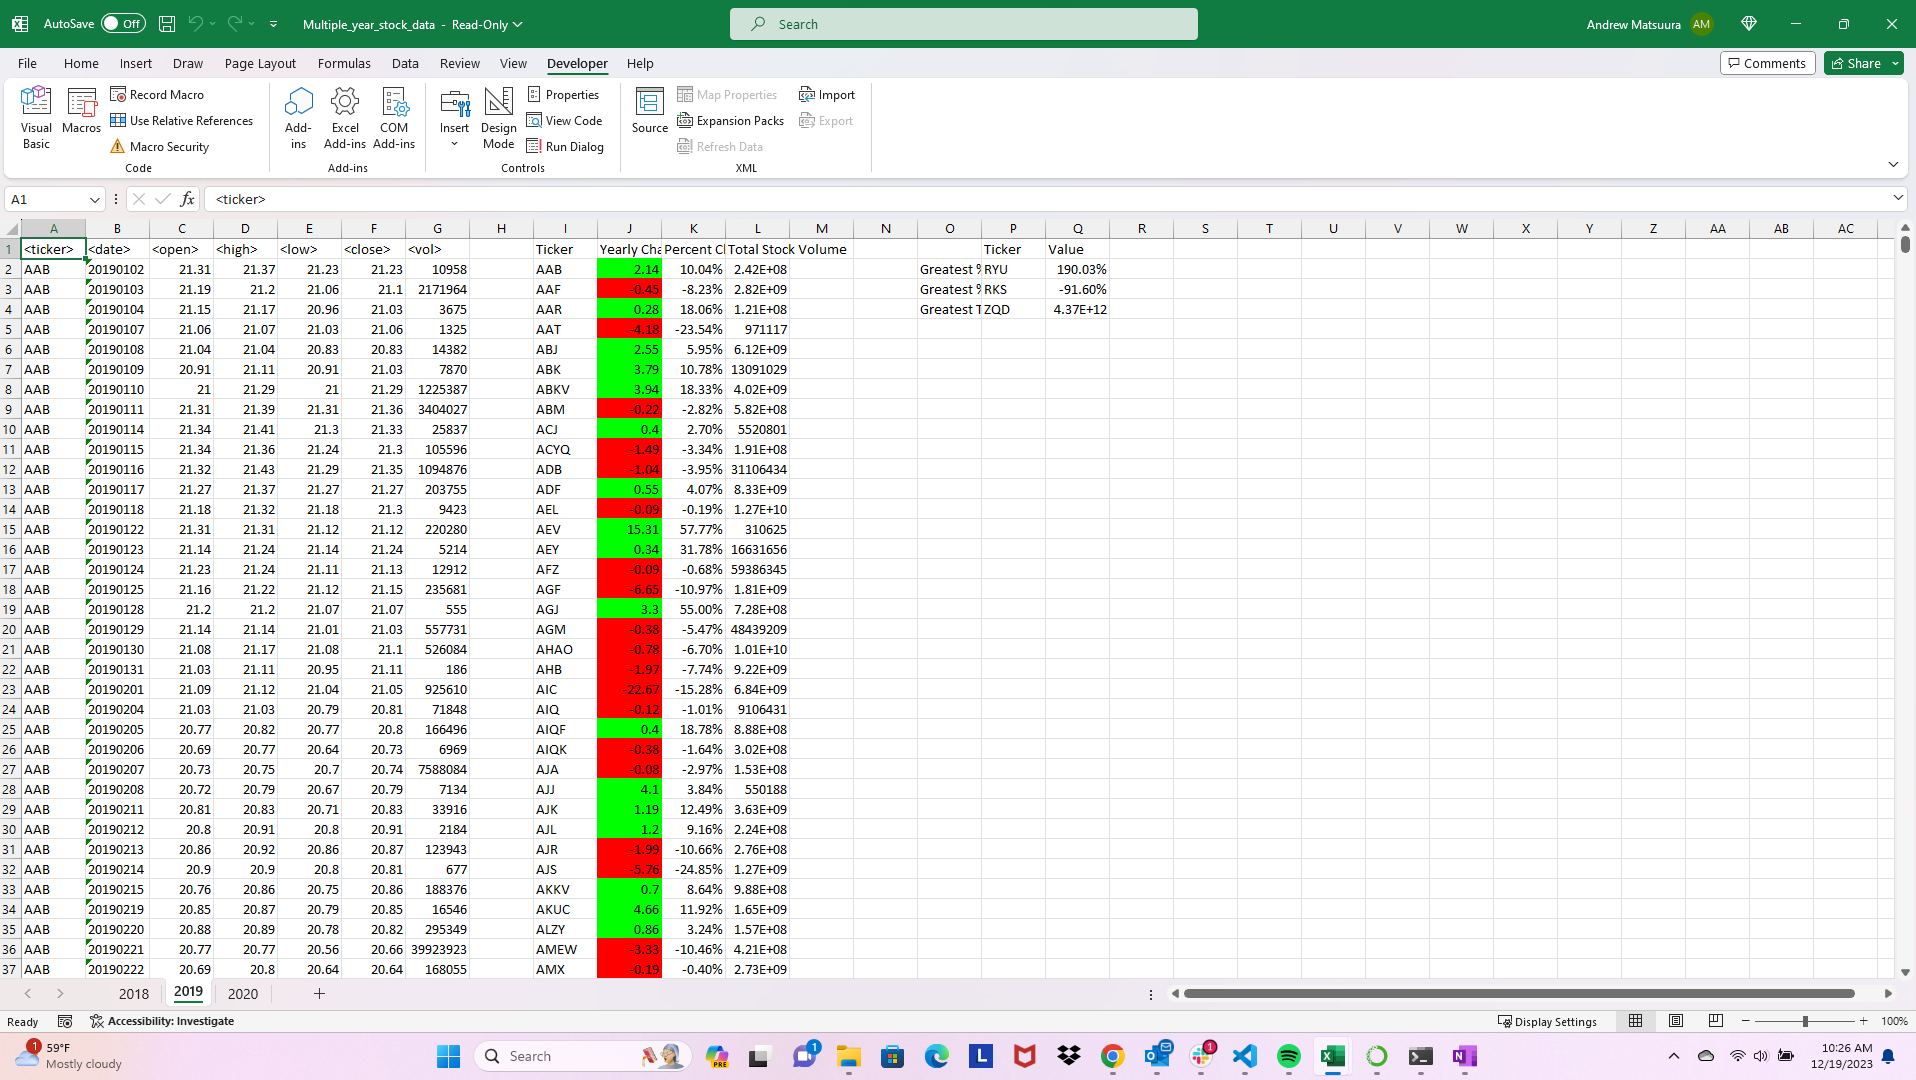 AutoSave Off Multiple_year_stock_data - Read-Only Search Andrew Matsuura AM
File Home Insert Draw Page Layout Formulas Data Review View Developer Help Comments Share
Visual Basic Macros Record Macro Use Relative References Macro Security Code
Add-ins Excel Add-ins COM Add-ins Add-ins
Insert Design Mode Properties View Code Run Dialog Controls
Source Map Properties Expansion Packs Refresh Data Import Export XML
A1 fx <ticker>
A B C D E F G H I J K L M N O P Q R S T U V W X Y Z AA AB AC
1 <ticker> <date> <open> <high> <low> <close> <vol> Ticker Yearly Cha Percent Cl Total Stock Volume Ticker Value
2 AAB 20190102 21.31 21.37 21.23 21.23 10958 AAB 2.14 10.04% 2.42E+08 Greatest % RYU 190.03%
3 AAB 20190103 21.19 21.2 21.06 21.1 2171964 AAF -0.45 -8.23% 2.82E+09 Greatest % RKS -91.60%
4 AAB 20190104 21.15 21.17 20.96 21.03 3675 AAR 0.28 18.06% 1.21E+08 Greatest T ZQD 4.37E+12
5 AAB 20190107 21.06 21.07 21.03 21.06 1325 AAT -4.18 -23.54% 971117
6 AAB 20190108 21.04 21.04 20.83 20.83 14382 ABJ 2.55 5.95% 6.12E+09
7 AAB 20190109 20.91 21.11 20.91 21.03 7870 ABK 3.79 10.78% 13091029
8 AAB 20190110 21 21.29 21 21.29 1225387 ABKV 3.94 18.33% 4.02E+09
9 AAB 20190111 21.31 21.39 21.31 21.36 3404027 ABM -0.22 -2.82% 5.82E+08
10 AAB 20190114 21.34 21.41 21.3 21.33 25837 ACJ 0.4 2.70% 5520801
11 AAB 20190115 21.34 21.36 21.24 21.3 105596 ACYQ -1.49 -3.34% 1.91E+08
12 AAB 20190116 21.32 21.43 21.29 21.35 1094876 ADB -1.04 -3.95% 31106434
13 AAB 20190117 21.27 21.37 21.27 21.27 203755 ADF 0.55 4.07% 8.33E+09
14 AAB 20190118 21.18 21.32 21.18 21.3 9423 AEL -0.09 -0.19% 1.27E+10
15 AAB 20190122 21.31 21.31 21.12 21.12 220280 AEV 15.31 57.77% 310625
16 AAB 20190123 21.14 21.24 21.14 21.24 5214 AEY 0.34 31.78% 16631656
17 AAB 20190124 21.23 21.24 21.11 21.13 12912 AFZ -0.09 -0.68% 59386345
18 AAB 20190125 21.16 21.22 21.12 21.15 235681 AGF -6.65 -10.97% 1.81E+09
19 AAB 20190128 21.2 21.2 21.07 21.07 555 AGJ 3.3 55.00% 7.28E+08
20 AAB 20190129 21.14 21.14 21.01 21.03 557731 AGM -0.38 -5.47% 48439209
21 AAB 20190130 21.08 21.17 21.08 21.1 526084 AHAO -0.78 -6.70% 1.01E+10
22 AAB 20190131 21.03 21.11 20.95 21.11 186 AHB -1.97 -7.74% 9.22E+09
23 AAB 20190201 21.09 21.12 21.04 21.05 925610 AIC -22.67 -15.28% 6.84E+09
24 AAB 20190204 21.03 21.03 20.79 20.81 71848 AIQ -0.12 -1.01% 9106431
25 AAB 20190205 20.77 20.82 20.77 20.8 166496 AIQF 0.4 18.78% 8.88E+08
26 AAB 20190206 20.69 20.77 20.64 20.73 6969 AIQK -0.38 -1.64% 3.02E+08
27 AAB 20190207 20.73 20.75 20.7 20.74 7588084 AJA -0.08 -2.97% 1.53E+08
28 AAB 20190208 20.72 20.79 20.67 20.79 7134 AJJ 4.1 3.84% 550188
29 AAB 20190211 20.81 20.83 20.71 20.83 33916 AJK 1.19 12.49% 3.63E+09
30 AAB 20190212 20.8 20.91 20.8 20.91 2184 AJL 1.2 9.16% 2.24E+08
31 AAB 20190213 20.86 20.92 20.86 20.87 123943 AJR -1.99 -10.66% 2.76E+08
32 AAB 20190214 20.9 20.9 20.8 20.81 677 AJS -5.76 -24.85% 1.27E+09
33 AAB 20190215 20.76 20.86 20.75 20.86 188376 AKKV 0.7 8.64% 9.88E+08
34 AAB 20190219 20.85 20.87 20.79 20.85 16546 AKUC 4.66 11.92% 1.65E+09
35 AAB 20190220 20.88 20.89 20.78 20.82 295349 ALZY 0.86 3.24% 1.57E+08
36 AAB 20190221 20.77 20.77 20.56 20.66 39923923 AMEW -3.33 -10.46% 4.21E+08
37 AAB 20190222 20.69 20.8 20.64 20.64 168055 AMX -0.19 -0.40% 2.73E+09
2018 2019 2020
Ready Accessibility: Investigate Display Settings 100%
1 59°F Mostly cloudy Search PRE 1 L 1 10:26 AM
12/19/2023